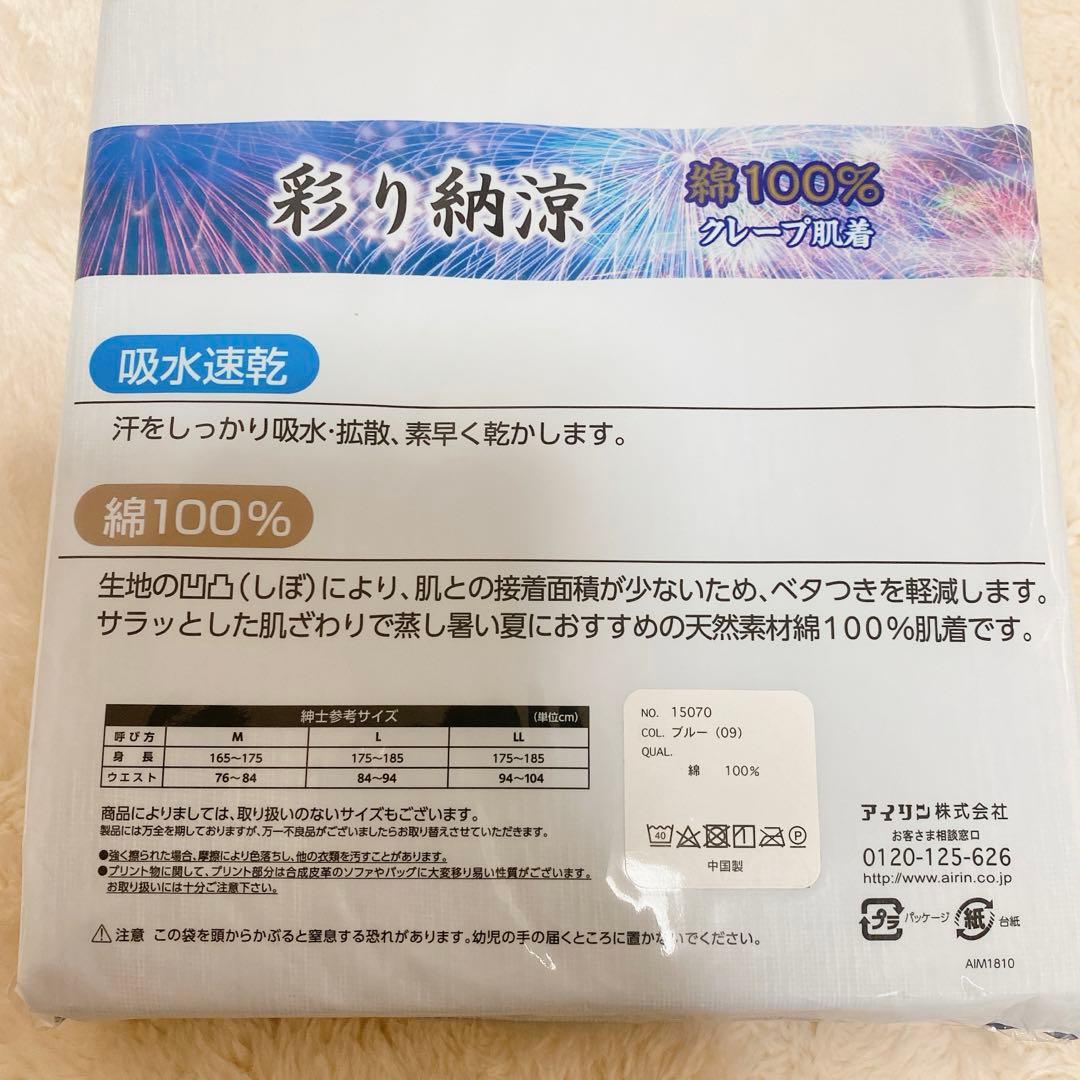 彩り納涼
綿100%
クレープ肌着
吸水速乾
汗をしっかり吸水・拡散、素早く乾かします。
綿100%
生地の凹凸(しぼ)により、肌との接着面積が少ないため、ベタつきを軽減します。
サラッとした肌ざわりで蒸し暑い夏におすすめの天然素材綿100%肌着です。
紳士参考サイズ (単位cm)
呼び方 M L LL
身長 165~175 175~185 175~185
ウエスト 76~84 84~94 94~104
商品によりましては、取り扱いのないサイズもございます。
製品には万全を期しておりますが、万一不良品がございましたらお取り替えさせていただきます。
●強く擦られた場合、摩擦により色落ちし、他の衣類を汚すことがあります。
●プリント物に関して、プリント部分は合成皮革のソファやバッグに大変移り易い性質がございます。
お取り扱いには十分ご注意下さい。
⚠注意 この袋を頭からかぶると窒息する恐れがあります。幼児の手の届くところに置かないでください。
NO. 15070
COL. ブルー (09)
QUAL.
綿 100%
40 P
中国製
アイリン株式会社
お客さま相談窓口
0120-125-626
http://www.airin.co.jp
プラ パッケージ 紙 台紙
AIM1810